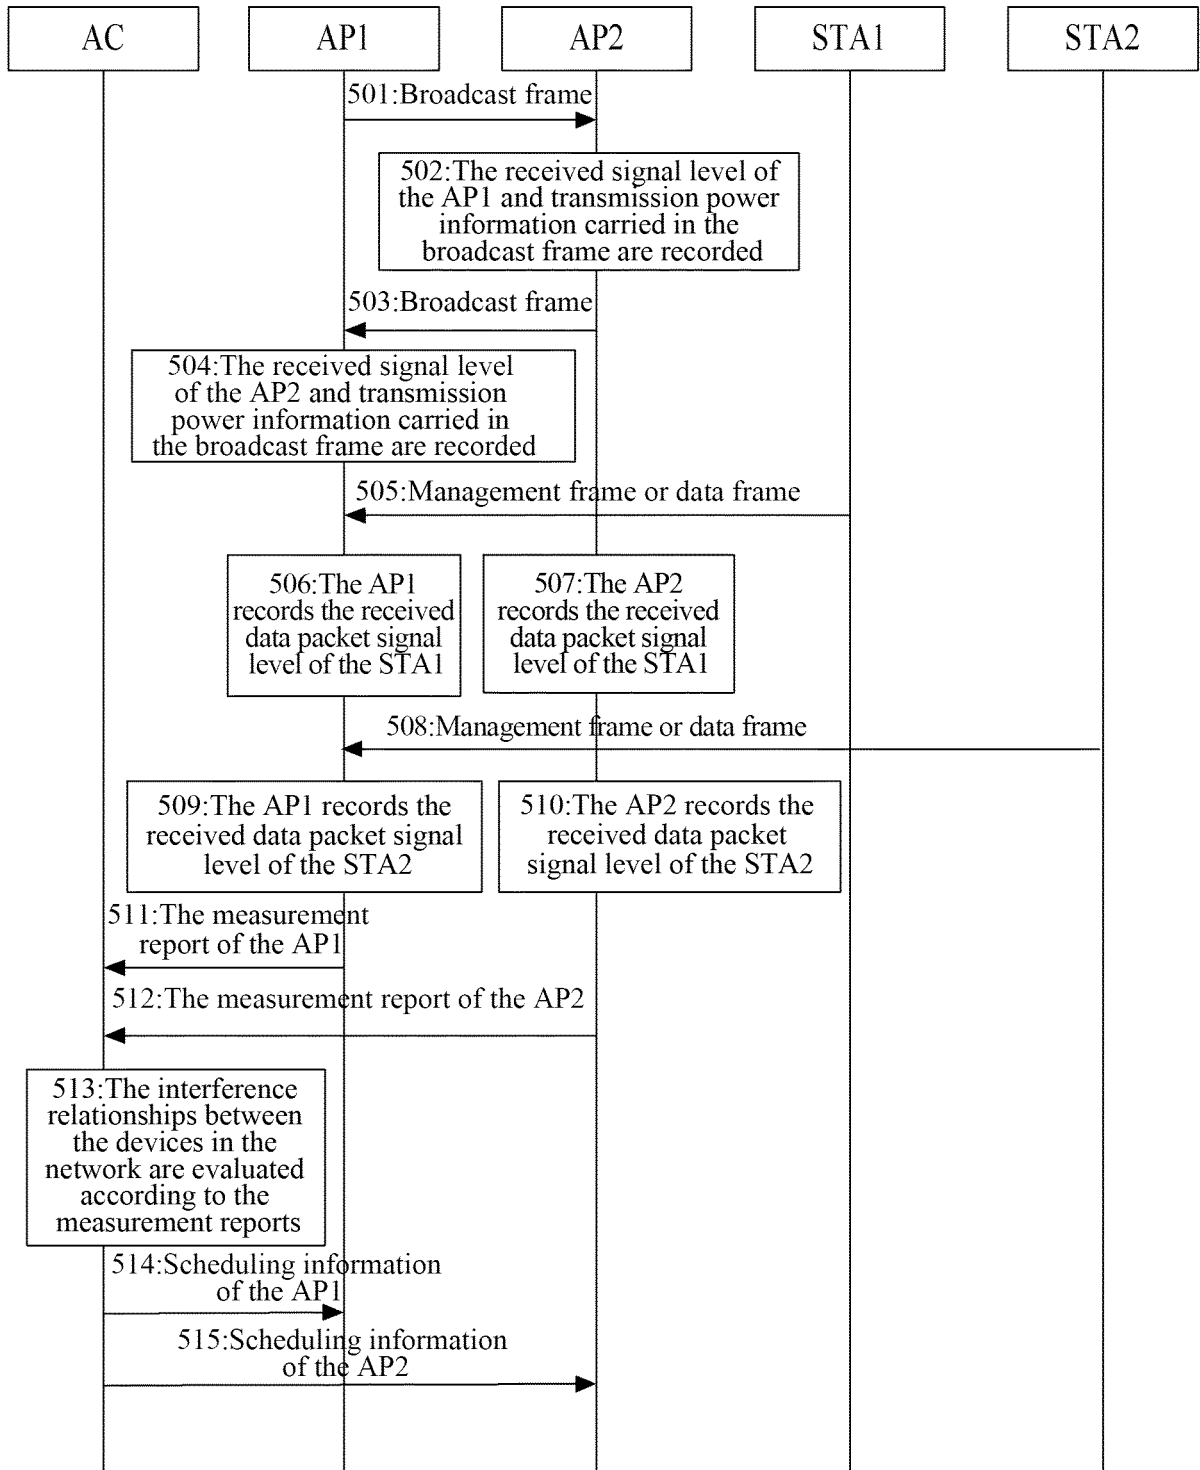 AC
AP1
AP2
STA1
STA2
501:Broadcast frame
502:The received signal level of
the AP1 and transmission power
information carried in the
broadcast frame are recorded
503:Broadcast frame
504:The received signal level
of the AP2 and transmission
power information carried in
the broadcast frame are recorded
505:Management frame or data frame
506:The AP1
records the received
data packet signal
level of the STA1
507:The AP2
records the received
data packet signal
level of the STA1
508:Management frame or data frame
509:The AP1 records the
received data packet signal
level of the STA2
510:The AP2 records the
received data packet
signal level of the STA2
511:The measurement
report of the AP1
512:The measurement report of the AP2
513:The interference
relationships between
the devices in the
network are evaluated
according to the
measurement reports
514:Scheduling information
of the AP1
515:Scheduling information
of the AP2